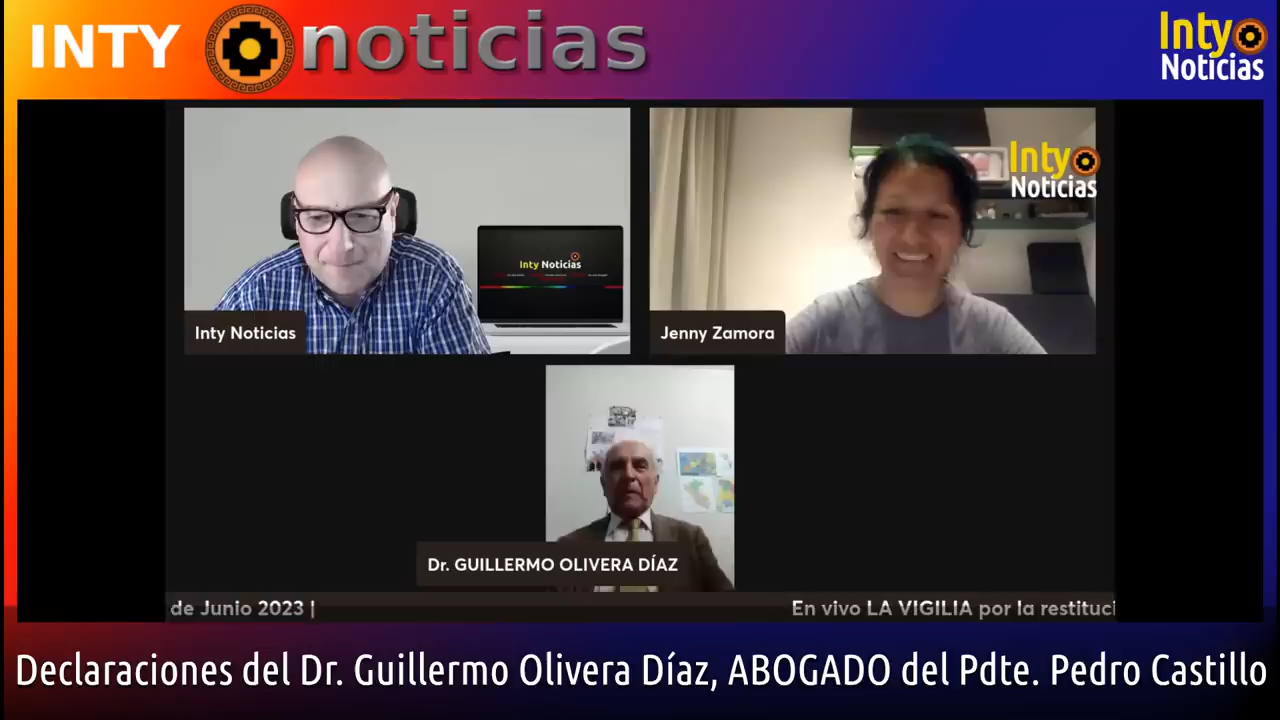 INTY noticias
Inty
Noticias
Inty
Noticias
Inty Noticias
Inty Noticias
Jenny Zamora
Dr. GUILLERMO OLIVERA DÍAZ
de Junio 2023 | En vivo LA VIGILIA por la restituci
Declaraciones del Dr. Guillermo Olivera Díaz, ABOGADO del Pdte. Pedro Castillo